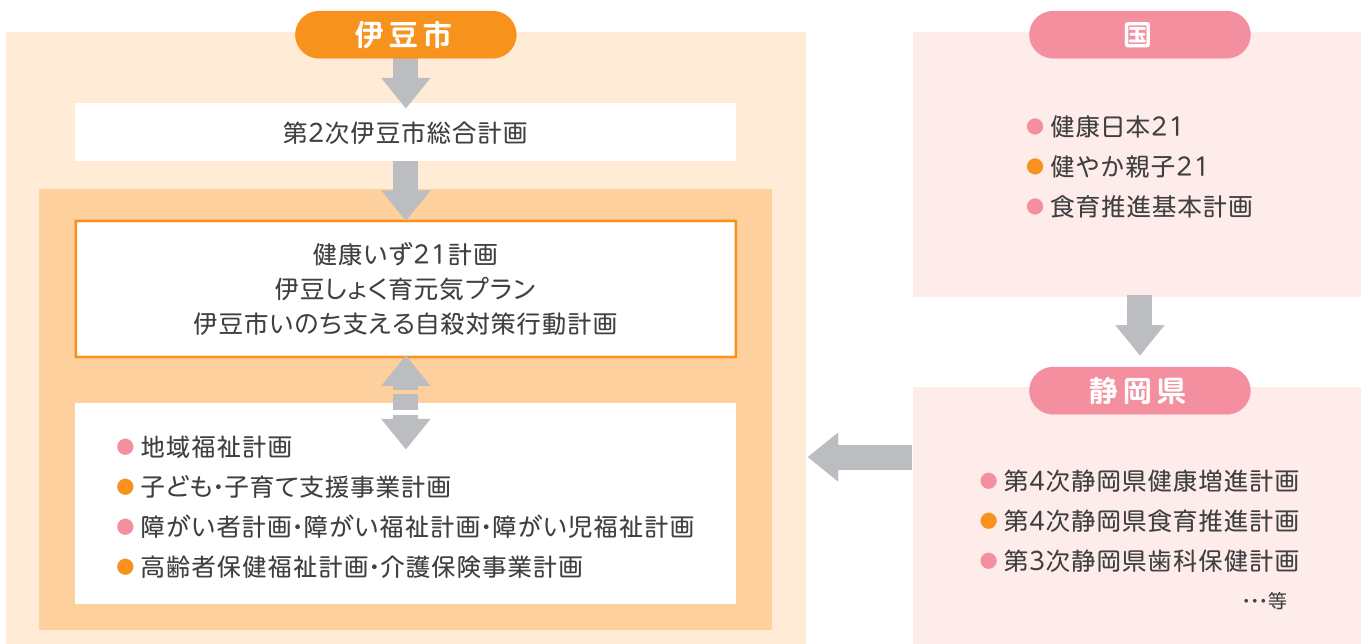 伊豆市
第2次伊豆市総合計画
健康いず21計画
伊豆しょく育元気プラン
伊豆市いのち支える自殺対策行動計画
● 地域福祉計画
● 子ども・子育て支援事業計画
● 障がい者計画・障がい福祉計画・障がい児福祉計画
● 高齢者保健福祉計画・介護保険事業計画
国
● 健康日本21
● 健やか親子21
● 食育推進基本計画
静岡県
● 第4次静岡県健康増進計画
● 第4次静岡県食育推進計画
● 第3次静岡県歯科保健計画
…等